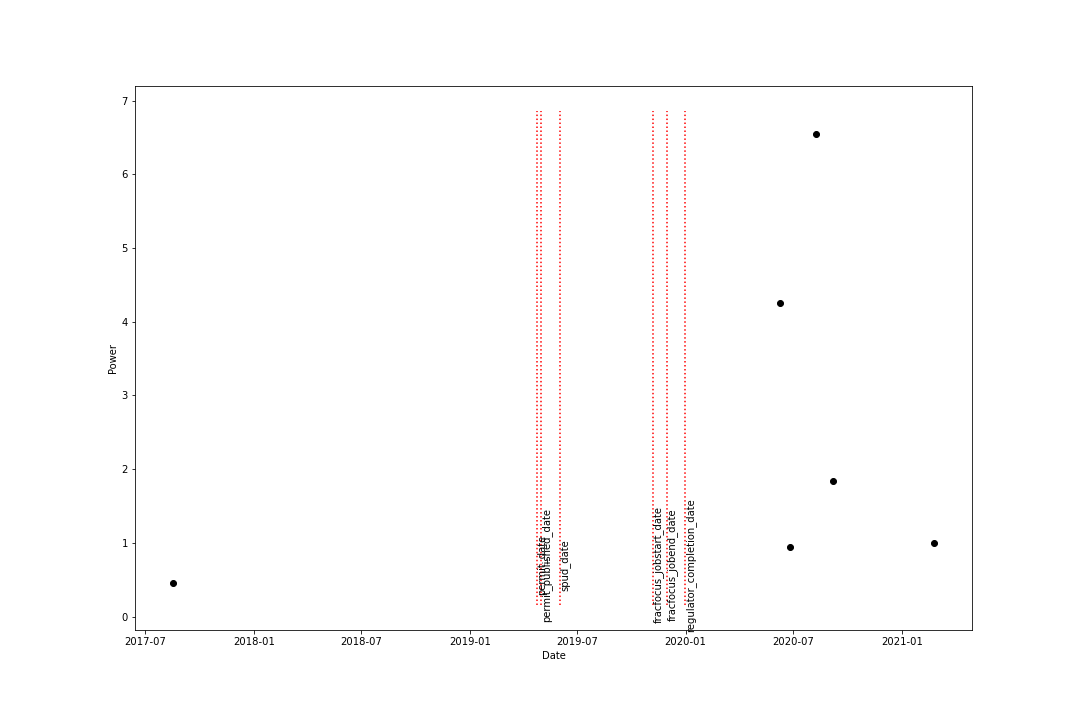 7
6
5
4
3
2
1
0
Power
permit_date
permit_published_date
spud_date
fracfocus_jobstart_date
fracfocus_jobend_date
regulator_completion_date
2017-07
2018-01
2018-07
2019-01
2019-07
2020-01
2020-07
2021-01
Date